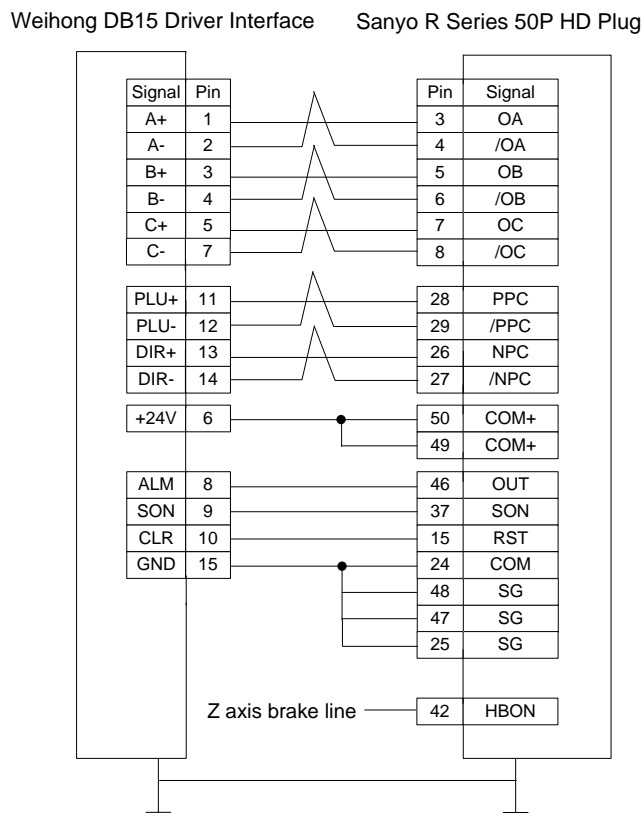 Weihong DB15 Driver Interface Sanyo R Series 50P HD Plug
Signal Pin Pin Signal
A+ 1 3 OA
A- 2 4 /OA
B+ 3 5 OB
B- 4 6 /OB
C+ 5 7 OC
C- 7 8 /OC
PLU+ 11 28 PPC
PLU- 12 29 /PPC
DIR+ 13 26 NPC
DIR- 14 27 /NPC
+24V 6 50 COM+
49 COM+
ALM 8 46 OUT
SON 9 37 SON
CLR 10 15 RST
GND 15 24 COM
48 SG
47 SG
25 SG
Z axis brake line 42 HBON